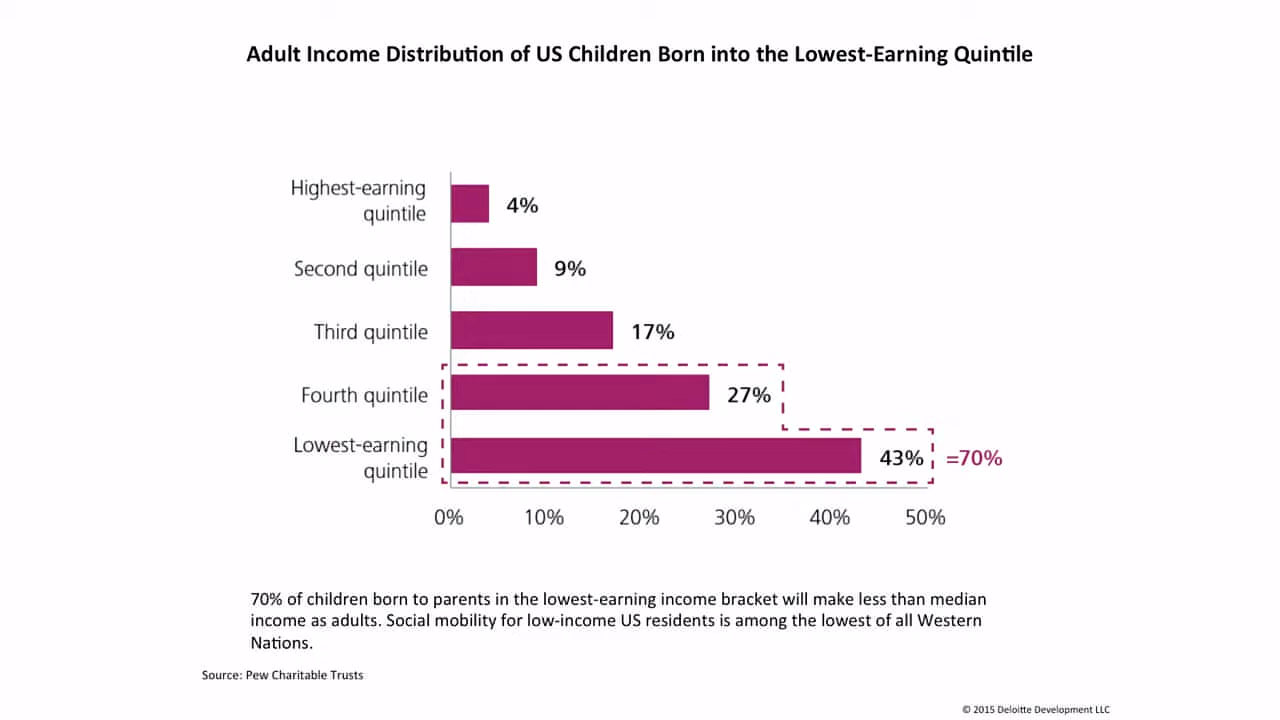 Adult Income Distribution of US Children Born into the Lowest-Earning Quintile
Highest-earning
quintile
4%
Second quintile
9%
Third quintile
17%
Fourth quintile
27%
Lowest-earning
quintile
43%
=70%
0% 10% 20% 30% 40% 50%
70% of children born to parents in the lowest-earning income bracket will make less than median
income as adults. Social mobility for low-income US residents is among the lowest of all Western
Nations.
Source: Pew Charitable Trusts
© 2015 Deloitte Development LLC